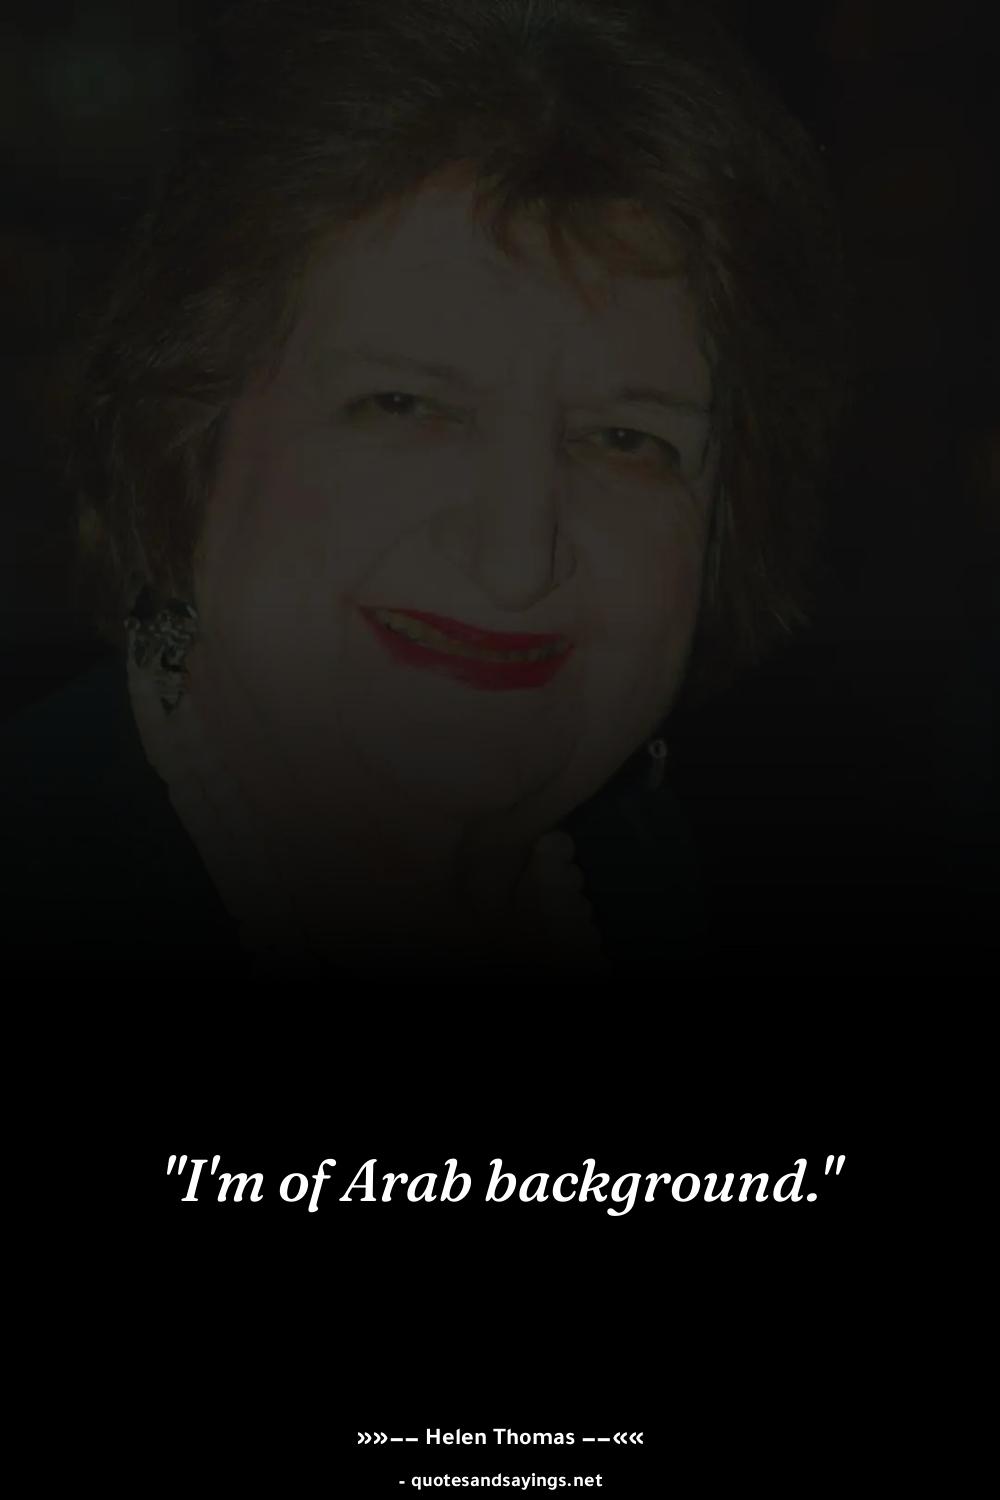 "I'm of Arab background."
»»−− Helen Thomas −−««
- quotesandsayings.net